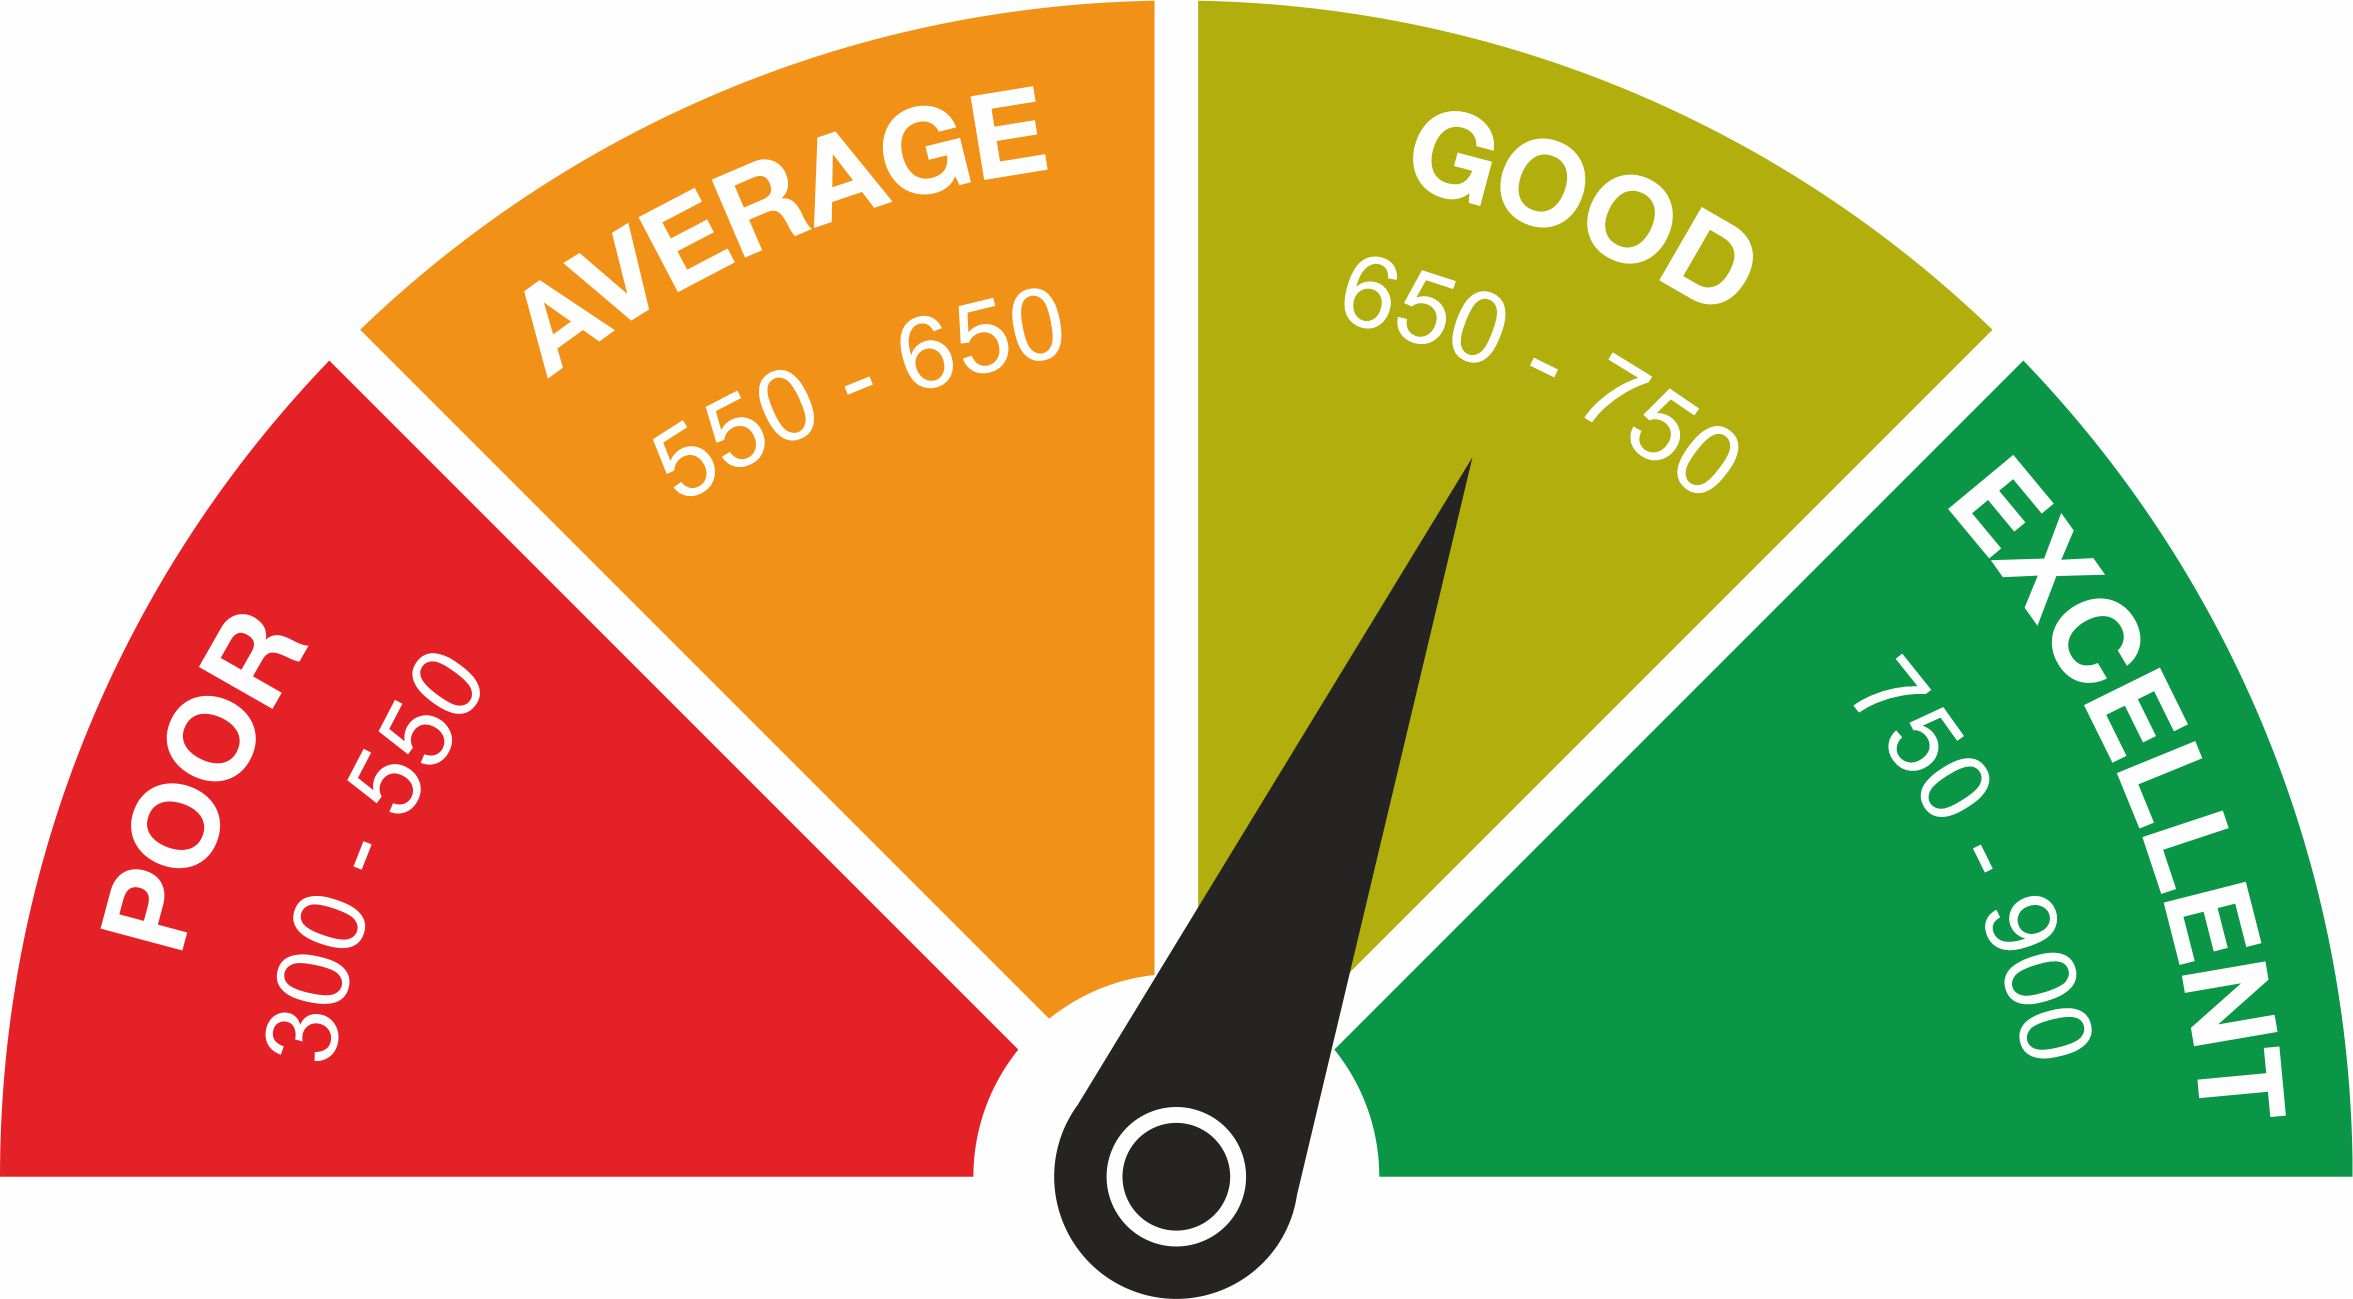 POOR
300 - 550
AVERAGE
550 - 650
GOOD
650 - 750
EXCELLENT
750 - 900